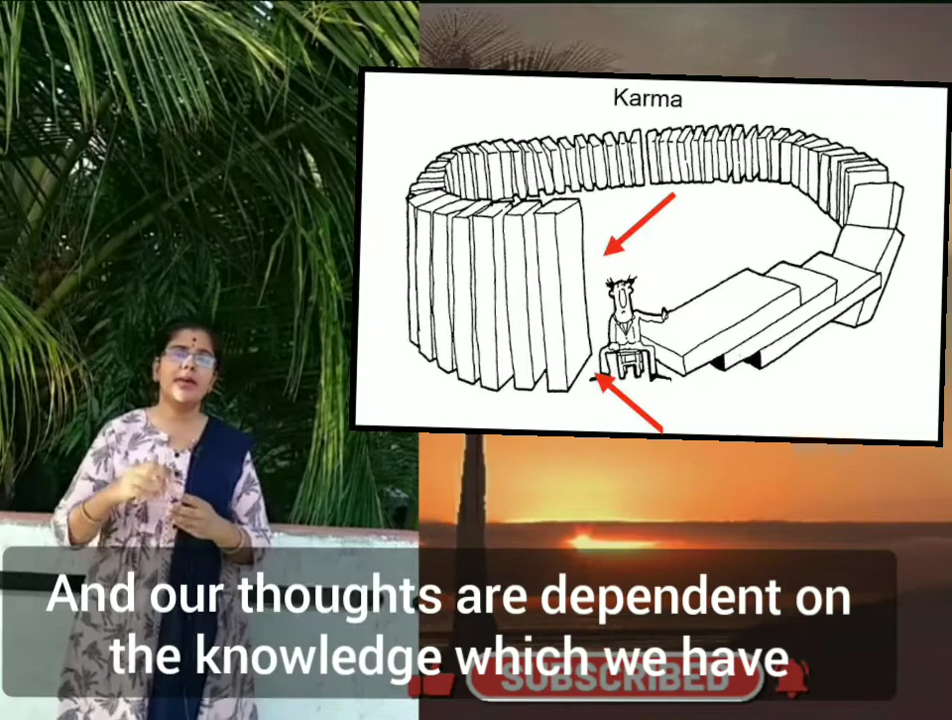 Karma
And our thoughts are dependent on
the knowledge which we have
SUBSCRIBED